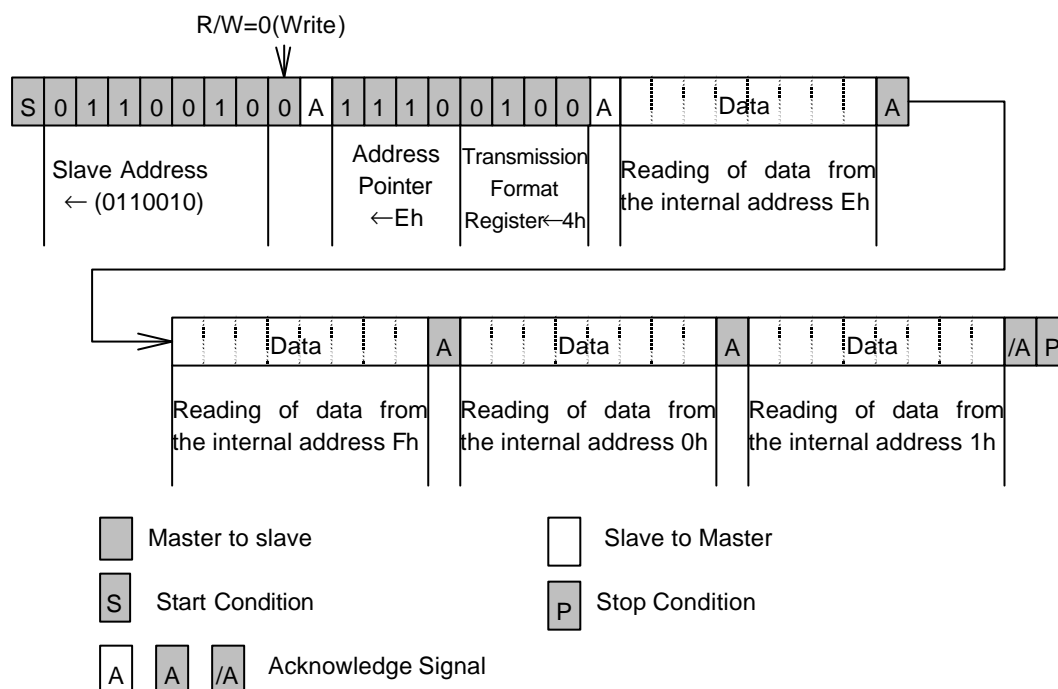 R/W=0(Write)
S 0 1 1 0 0 1 0 0 A 1 1 1 0 0 1 0 0 A Data A
Slave Address
← (0110010)
Address
Pointer
←Eh
Transmission
Format
Register←4h
Reading of data from
the internal address Eh
Data A Data A Data /A P
Reading of data from
the internal address Fh
Reading of data from
the internal address 0h
Reading of data from
the internal address 1h
Master to slave
Slave to Master
S Start Condition
P Stop Condition
A A /A Acknowledge Signal